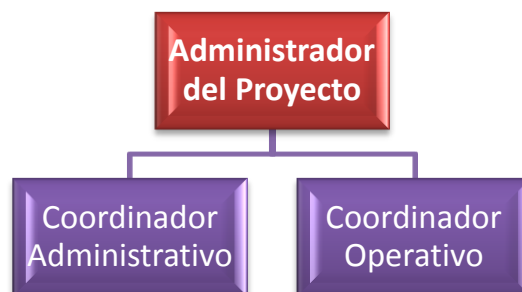 Administrador
del Proyecto
Coordinador
Administrativo
Coordinador
Operativo